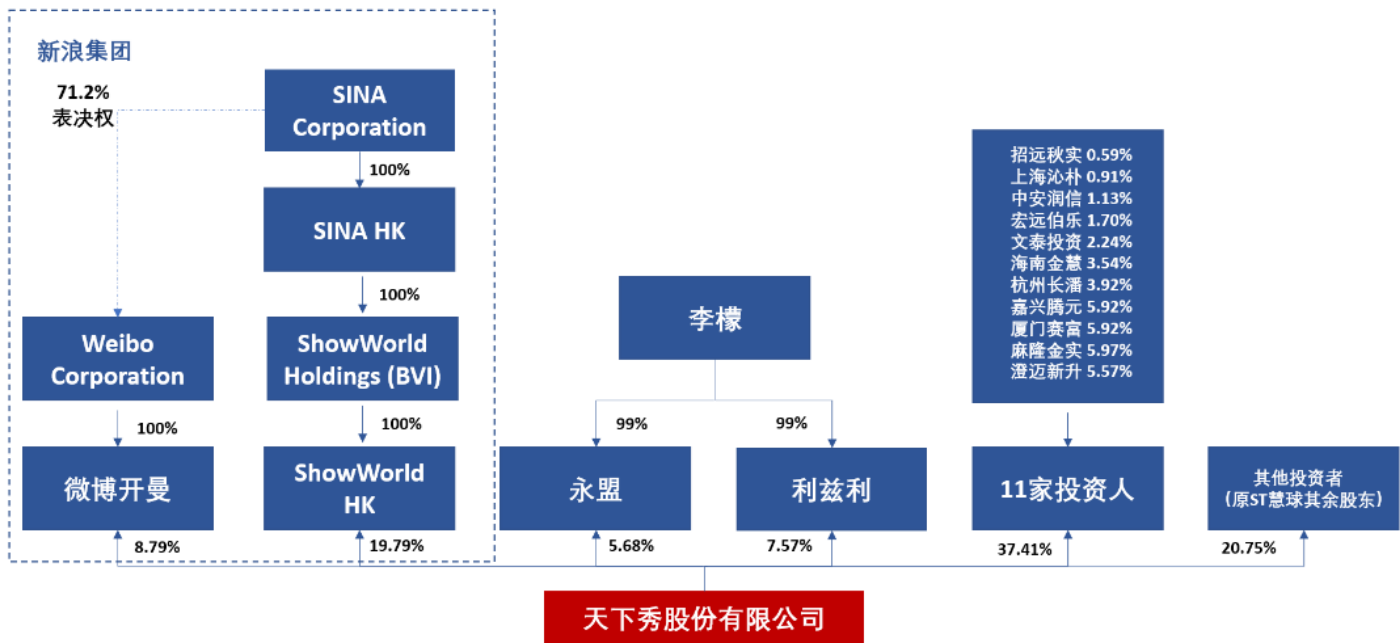 新浪集团
71.2%
表决权
SINA
Corporation
100%
SINA HK
100%
Weibo
Corporation
ShowWorld
Holdings (BVI)
100%
100%
微博开曼
ShowWorld
HK
8.79%
19.79%
李檬
99%
99%
永盟
利兹利
5.68%
7.57%
招远秋实 0.59%
上海沁朴 0.91%
中安润信 1.13%
宏远伯乐 1.70%
文泰投资 2.24%
海南金慧 3.54%
杭州长潘 3.92%
嘉兴腾元 5.92%
厦门赛富 5.92%
麻隆金实 5.97%
澄迈新升 5.57%
11家投资人
37.41%
其他投资者
（原ST慧球其余股东）
20.75%
天下秀股份有限公司